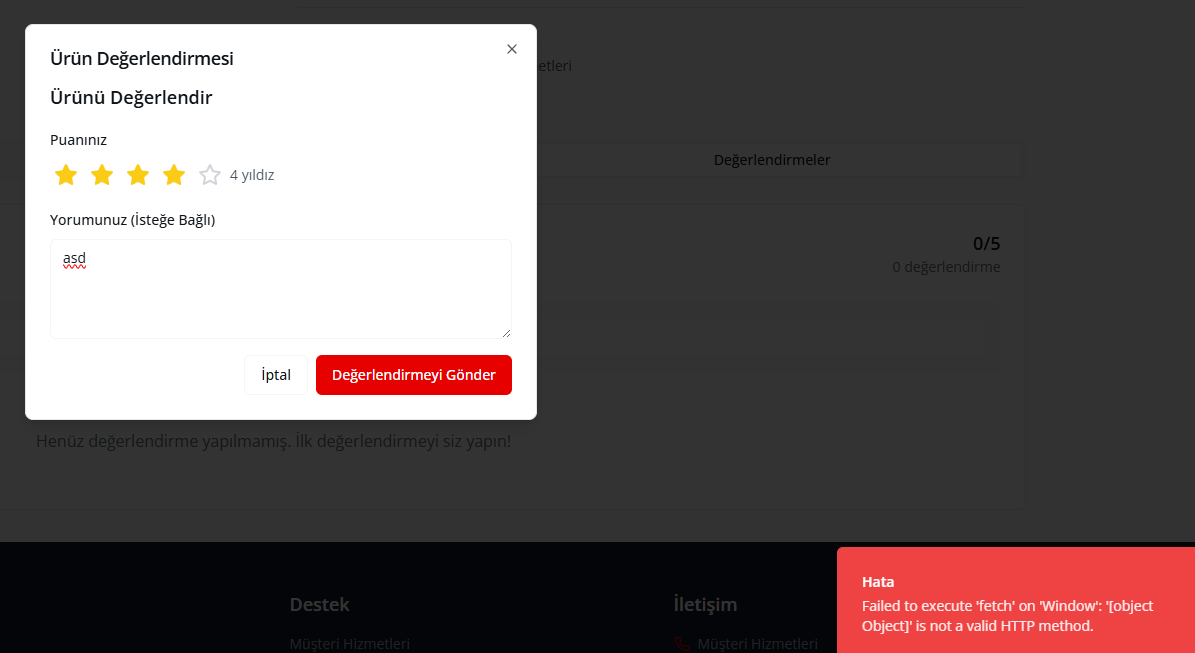 Ürün Değerlendirmesi
Ürünü Değerlendir
Puanınız
4 yıldız
Yorumunuz (İsteğe Bağlı)
asd
İptal
Değerlendirmeyi Gönder
etleri
Değerlendirmeler
0/5
0 değerlendirme
Henüz değerlendirme yapılmamış. İlk değerlendirmeyi siz yapın!
Destek
Müşteri Hizmetleri
İletişim
Müşteri Hizmetleri
Hata
Failed to execute 'fetch' on 'Window': '[object
Object]' is not a valid HTTP method.